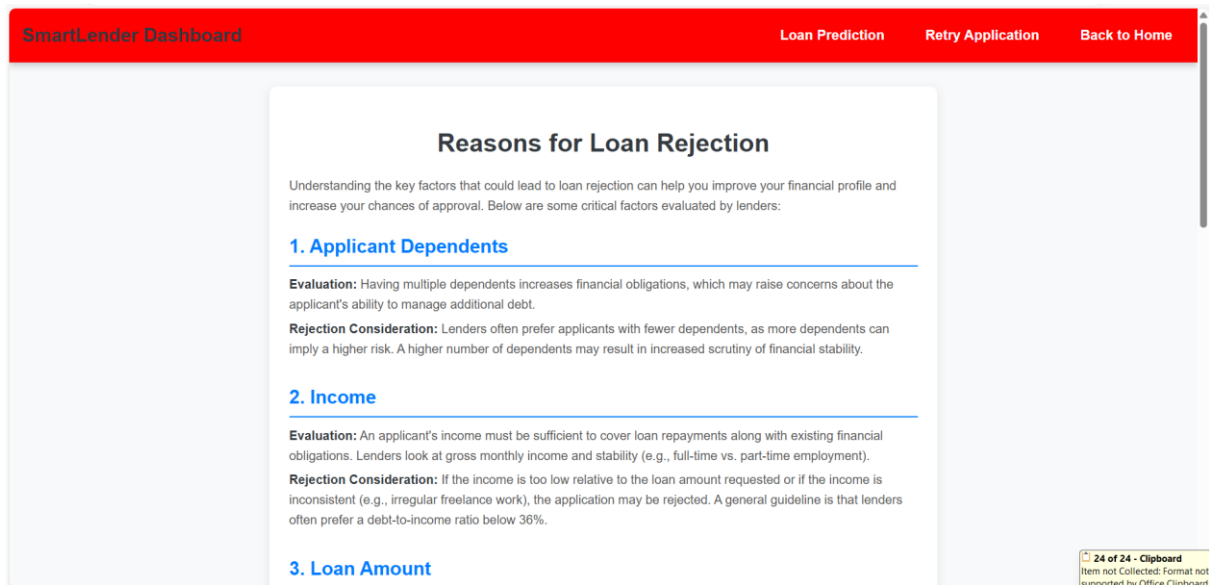 SmartLender Dashboard
Loan Prediction
Retry Application
Back to Home
Reasons for Loan Rejection
Understanding the key factors that could lead to loan rejection can help you improve your financial profile and
increase your chances of approval. Below are some critical factors evaluated by lenders:
1. Applicant Dependents
Evaluation: Having multiple dependents increases financial obligations, which may raise concerns about the
applicant's ability to manage additional debt.
Rejection Consideration: Lenders often prefer applicants with fewer dependents, as more dependents can
imply a higher risk. A higher number of dependents may result in increased scrutiny of financial stability.
2. Income
Evaluation: An applicant's income must be sufficient to cover loan repayments along with existing financial
obligations. Lenders look at gross monthly income and stability (e.g., full-time vs. part-time employment).
Rejection Consideration: If the income is too low relative to the loan amount requested or if the income is
inconsistent (e.g., irregular freelance work), the application may be rejected. A general guideline is that lenders
often prefer a debt-to-income ratio below 36%.
3. Loan Amount
24 of 24 - Clipboard
Item not Collected: Format not
supported by Office Clipboard